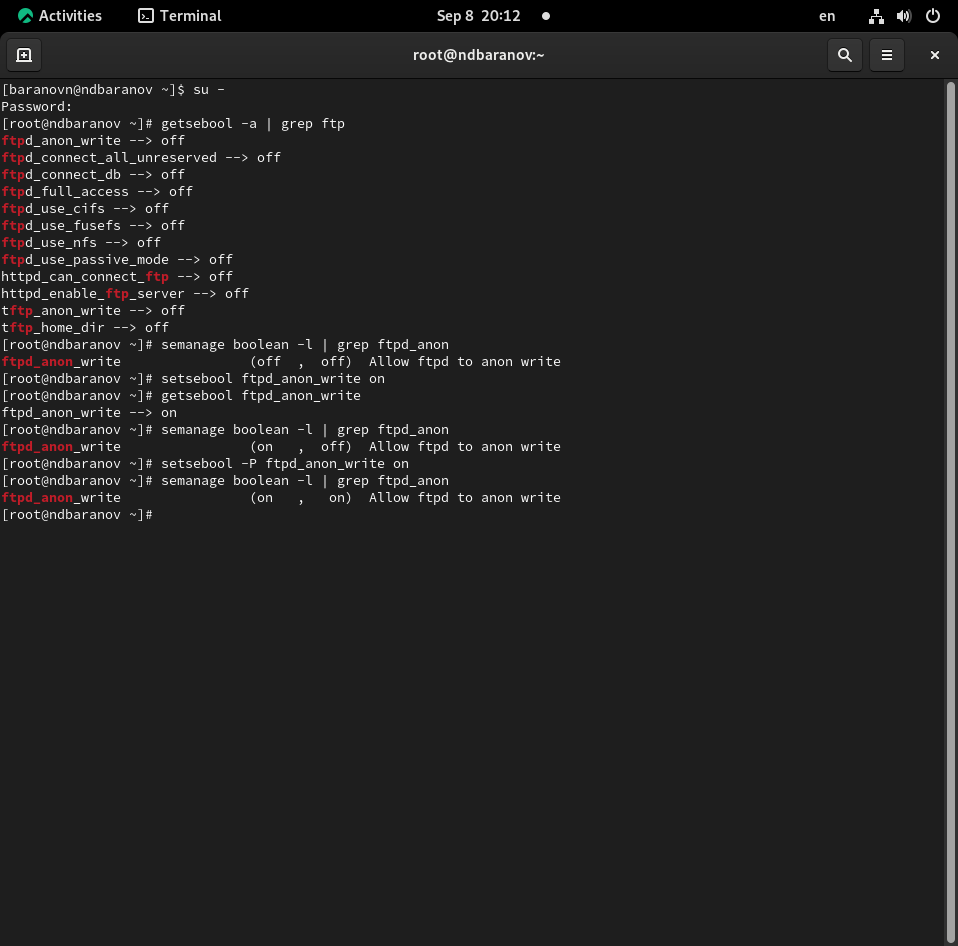 Activities Terminal Sep 8 20:12 en
root@ndbaranov:~
[baranovn@ndbaranov ~]$ su -
Password:
[root@ndbaranov ~]# getsebool -a | grep ftp
ftpd_anon_write --> off
ftpd_connect_all_unreserved --> off
ftpd_connect_db --> off
ftpd_full_access --> off
ftpd_use_cifs --> off
ftpd_use_fusefs --> off
ftpd_use_nfs --> off
ftpd_use_passive_mode --> off
httpd_can_connect_ftp --> off
httpd_enable_ftp_server --> off
tftp_anon_write --> off
tftp_home_dir --> off
[root@ndbaranov ~]# semanage boolean -l | grep ftpd_anon
ftpd_anon_write                (off  ,  off)  Allow ftpd to anon write
[root@ndbaranov ~]# setsebool ftpd_anon_write on
[root@ndbaranov ~]# getsebool ftpd_anon_write
ftpd_anon_write --> on
[root@ndbaranov ~]# semanage boolean -l | grep ftpd_anon
ftpd_anon_write                (on   ,  off)  Allow ftpd to anon write
[root@ndbaranov ~]# setsebool -P ftpd_anon_write on
[root@ndbaranov ~]# semanage boolean -l | grep ftpd_anon
ftpd_anon_write                (on   ,   on)  Allow ftpd to anon write
[root@ndbaranov ~]#